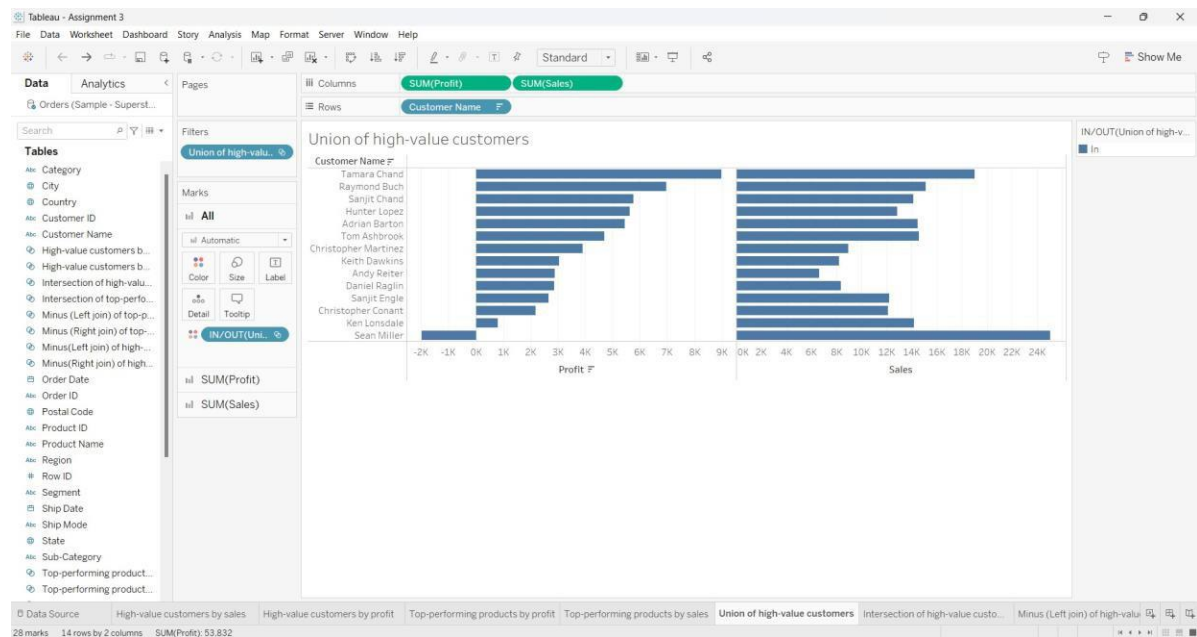 Tableau - Assignment 3
File Data Worksheet Dashboard Story Analysis Map Format Server Window Help
Standard
Show Me
Data Analytics
Orders (Sample - Superst...
Search
Tables
Abc Category
City
Country
Abc Customer ID
Abc Customer Name
High-value customers b...
High-value customers b...
Intersection of high-valu...
Intersection of top-perfo...
Minus (Left join) of top-p...
Minus (Right join) of top-...
Minus(Left join) of high-...
Minus(Right join) of high...
Order Date
Abc Order ID
Postal Code
Abc Product ID
Abc Product Name
Abc Region
# Row ID
Abc Segment
Ship Date
Abc Ship Mode
State
Abc Sub-Category
Top-performing product...
Top-performing product...
Pages
Filters
Union of high-valu..
Marks
All
Automatic
Color Size Label
Detail Tooltip
IN/OUT(Uni..
SUM(Profit)
SUM(Sales)
Columns SUM(Profit) SUM(Sales)
Rows Customer Name
Union of high-value customers
Customer Name
Tamara Chand
Raymond Buch
Sanjit Chand
Hunter Lopez
Adrian Barton
Tom Ashbrook
Christopher Martinez
Keith Dawkins
Andy Reiter
Daniel Raglin
Sanjit Engle
Christopher Conant
Ken Lonsdale
Sean Miller
-2K -1K 0K 1K 2K 3K 4K 5K 6K 7K 8K 9K
Profit
0K 2K 4K 6K 8K 10K 12K 14K 16K 18K 20K 22K 24K
Sales
IN/OUT(Union of high-v...
In
Data Source High-value customers by sales High-value customers by profit Top-performing products by profit Top-performing products by sales Union of high-value customers Intersection of high-value custo... Minus (Left join) of high-valu
28 marks 14 rows by 2 columns SUM(Profit): 53.832